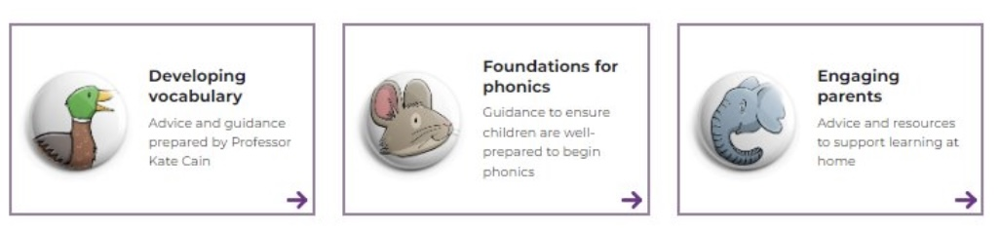 Developing
vocabulary
Advice and guidance
prepared by Professor
Kate Cain
Foundations for
phonics
Guidance to ensure
children are well-
prepared to begin
phonics
Engaging
parents
Advice and resources
to support learning at
home